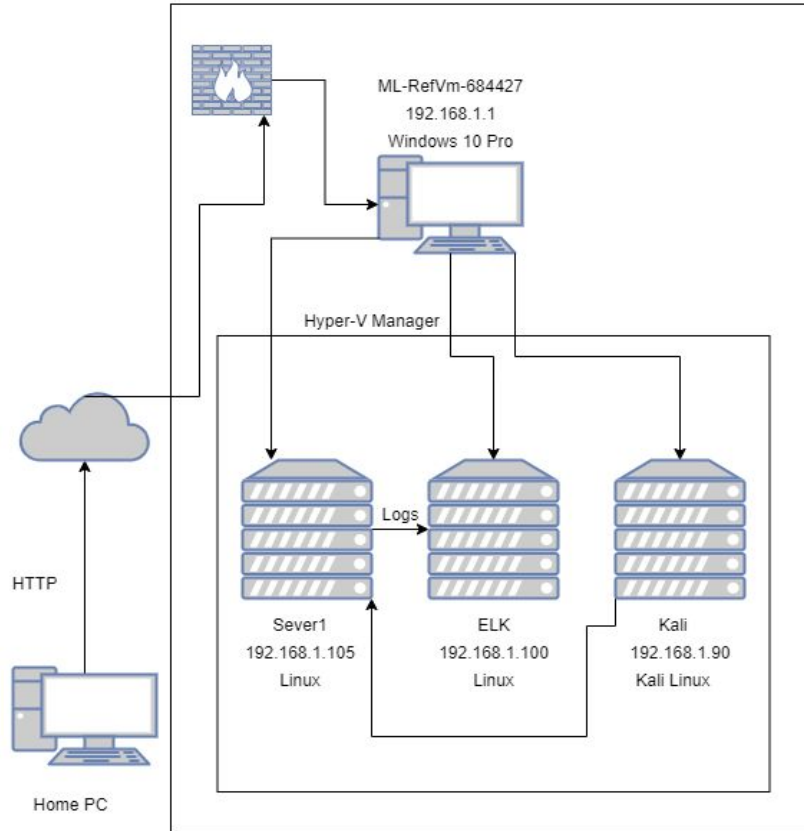 ML-RefVm-684427
192.168.1.1
Windows 10 Pro
Hyper-V Manager
Logs
HTTP
Sever1
192.168.1.105
Linux
ELK
192.168.1.100
Linux
Kali
192.168.1.90
Kali Linux
Home PC